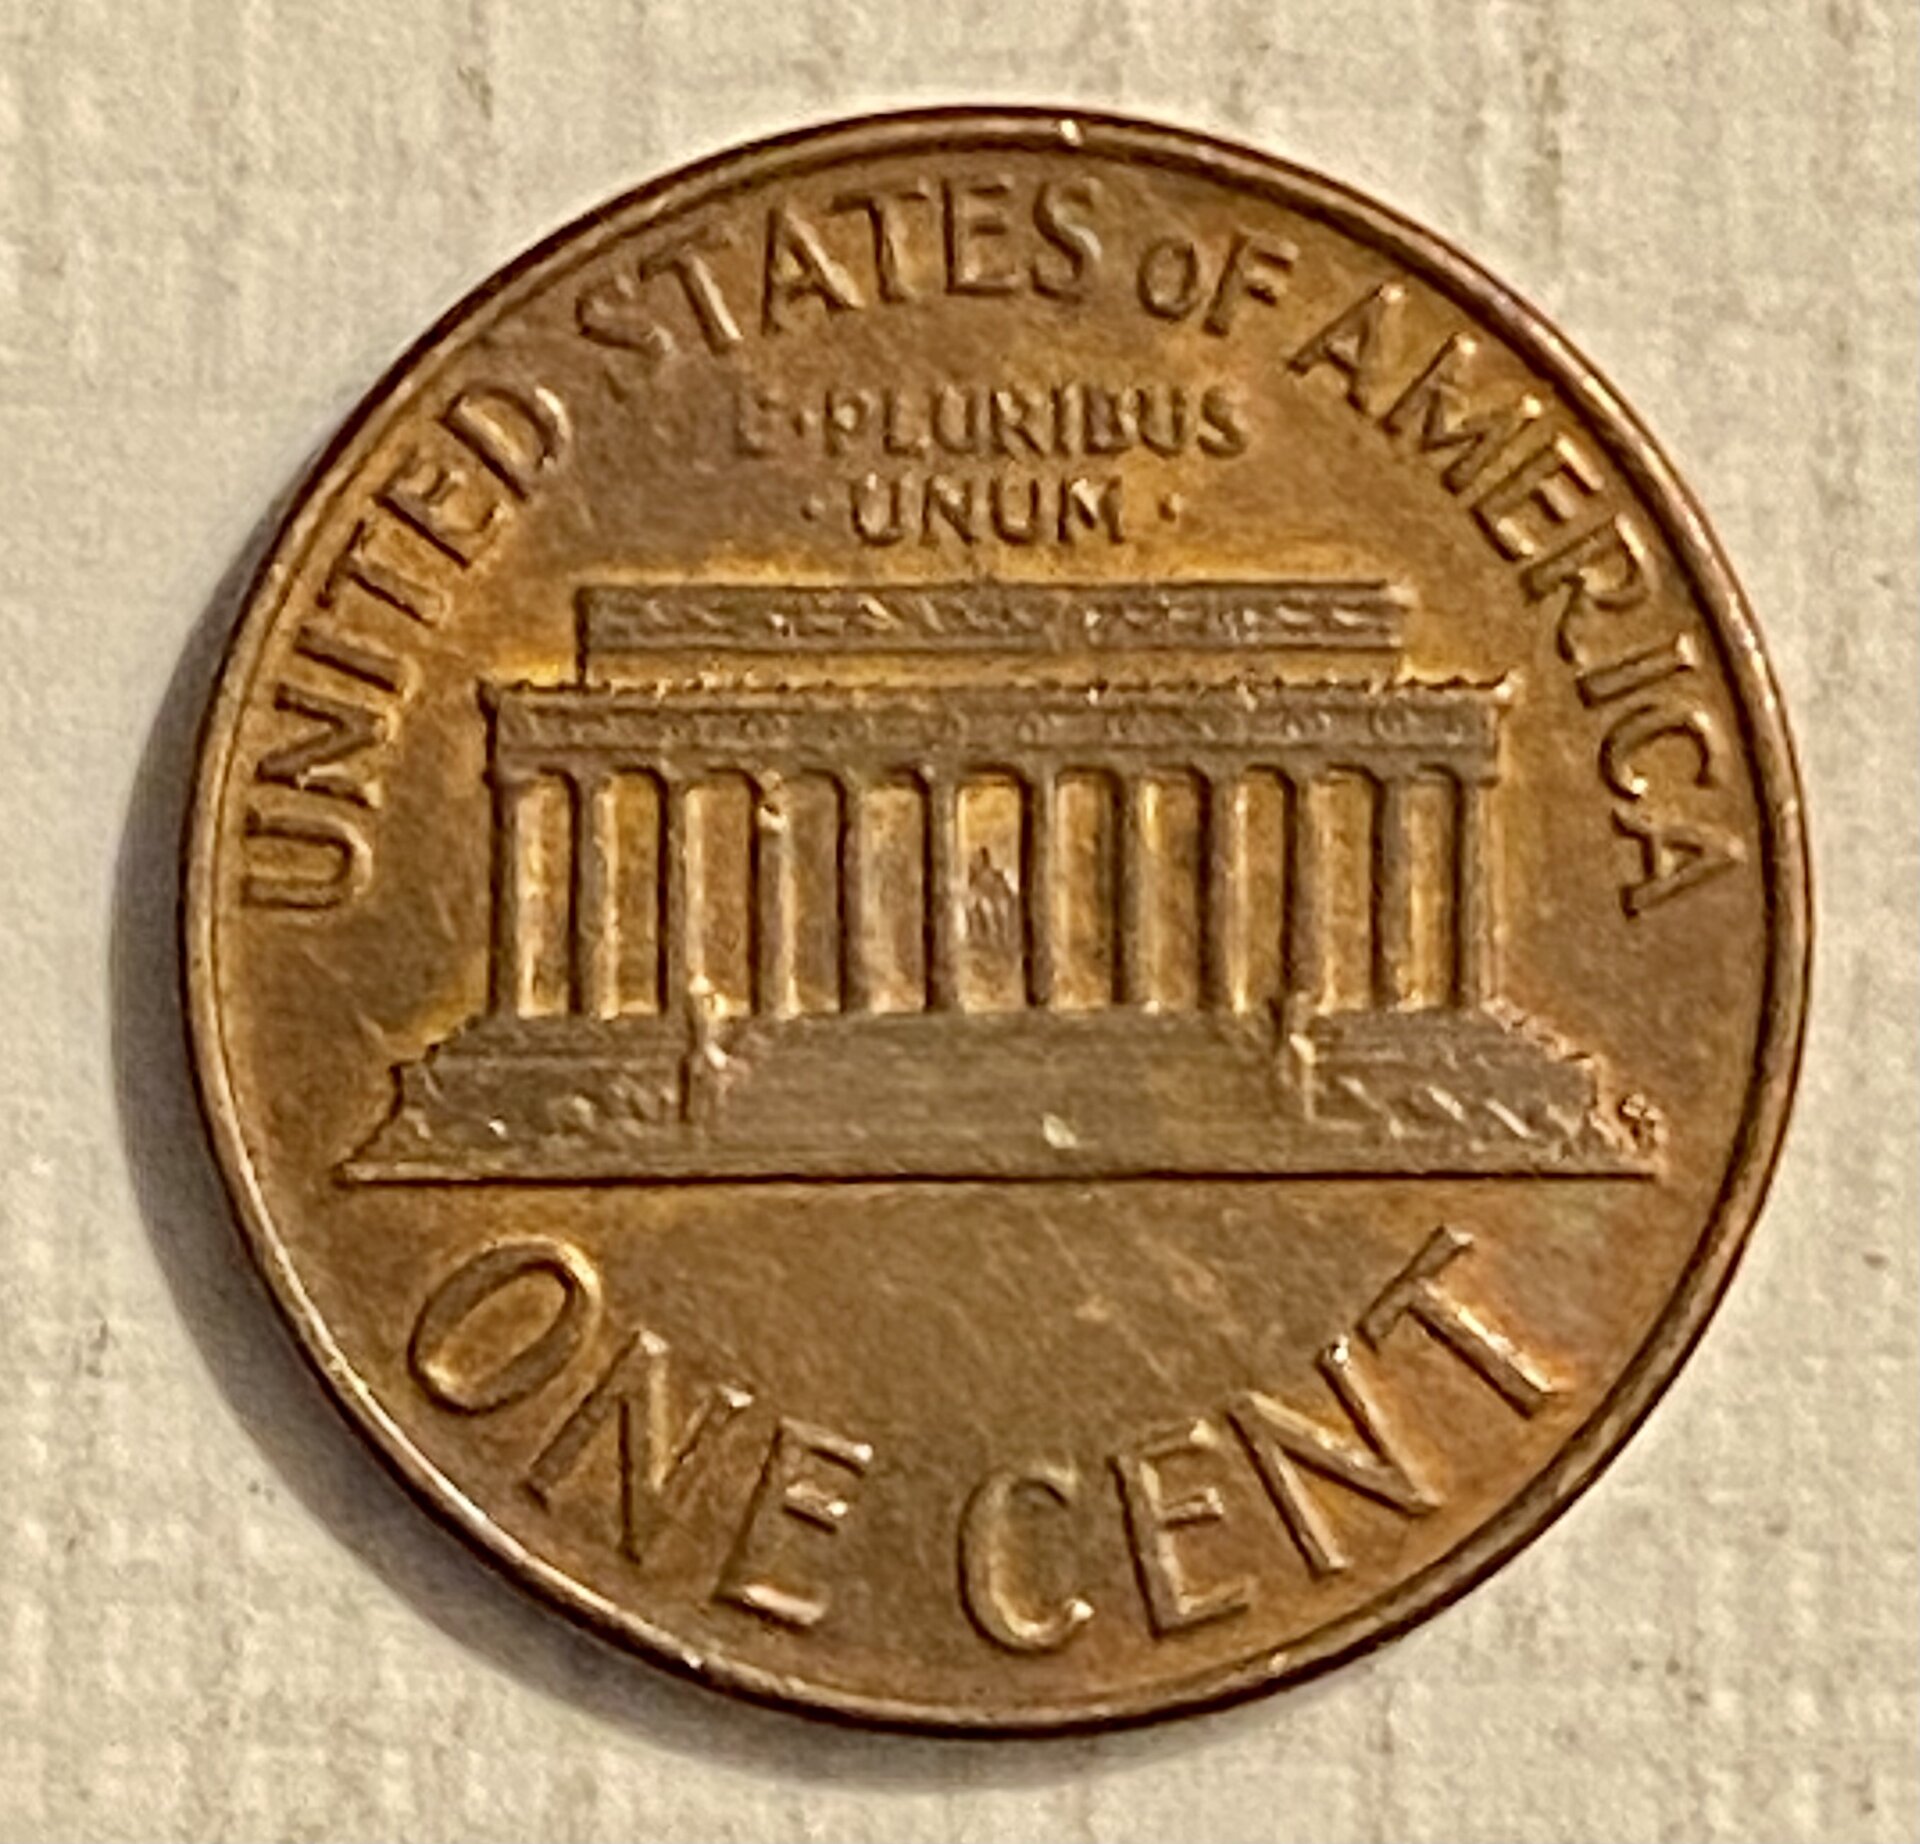 UNITED STATES OF AMERICA
E·PLURIBUS
·UNUM·
ONE CENT